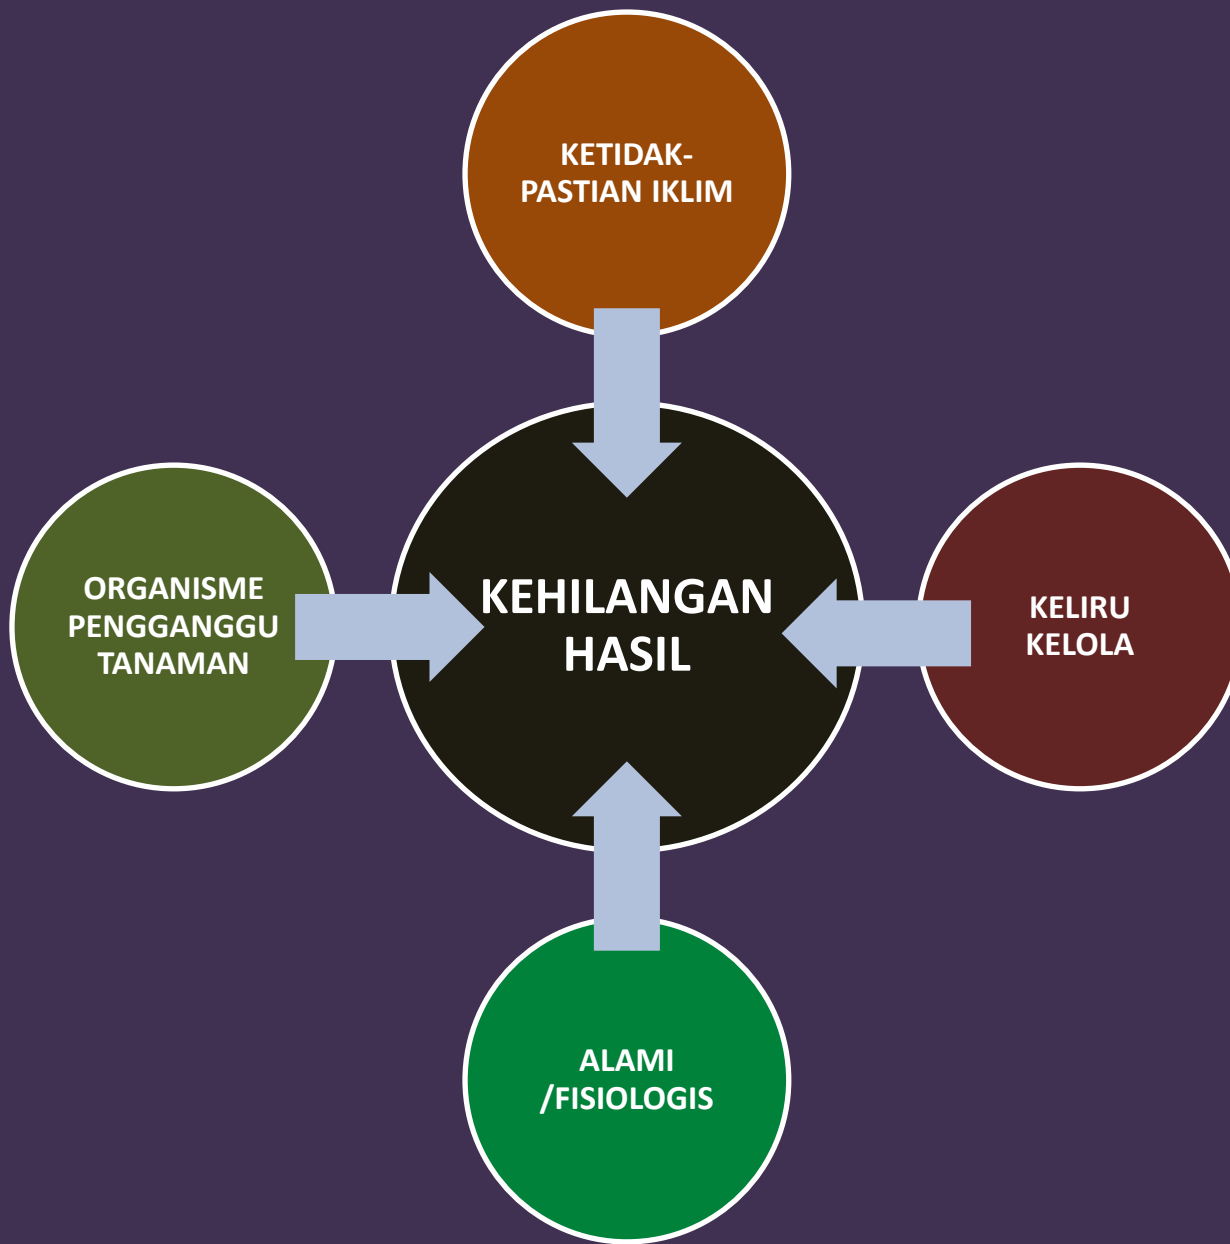 KETIDAK-
PASTIAN IKLIM
ORGANISME
PENGGANGGU
TANAMAN
KEHILANGAN
HASIL
KELIRU
KELOLA
ALAMI
/FISIOLOGIS